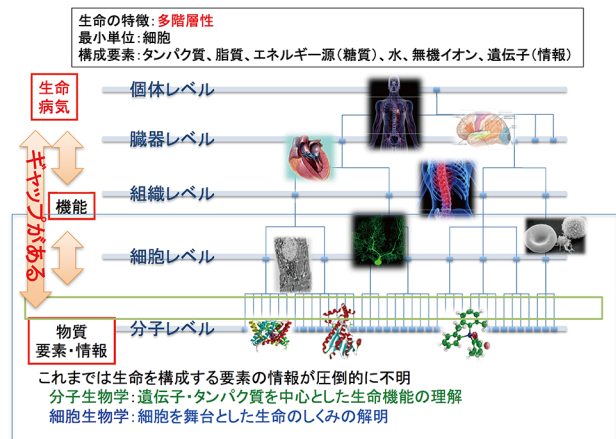 生命の特徴：多階層性
最小単位：細胞
構成要素：タンパク質、脂質、エネルギー源（糖質）、水、無機イオン、遺伝子（情報）
生命
病気
個体レベル
臓器レベル
ギャップがある
組織レベル
機能
細胞レベル
物質
要素・情報
分子レベル
これまでは生命を構成する要素の情報が圧倒的に不明
分子生物学：遺伝子・タンパク質を中心とした生命機能の理解
細胞生物学：細胞を舞台とした生命のしくみの解明